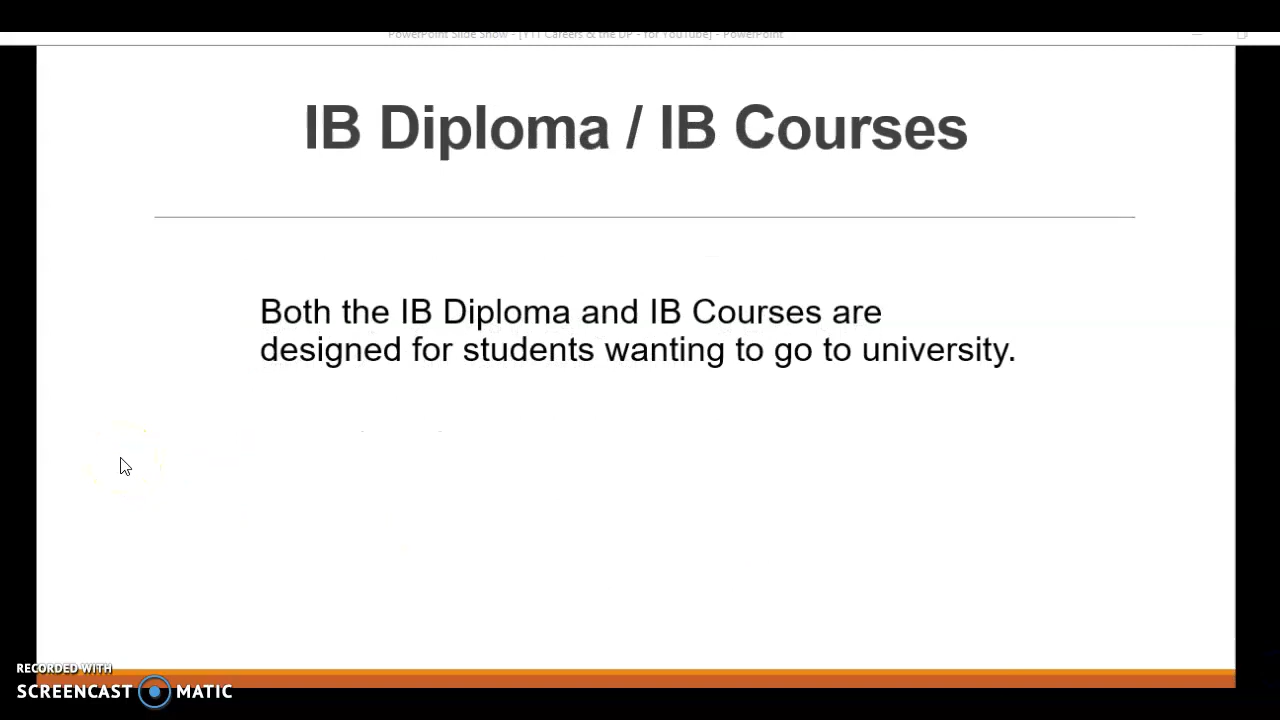 PowerPoint Slide Show - [Y11 Careers & the DP - for YouTube] - PowerPoint
IB Diploma / IB Courses
Both the IB Diploma and IB Courses are
designed for students wanting to go to university.
RECORDED WITH
SCREENCAST MATIC